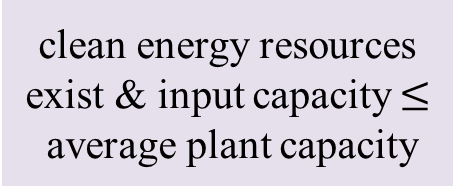 clean energy resources
exist & input capacity ≤
average plant capacity